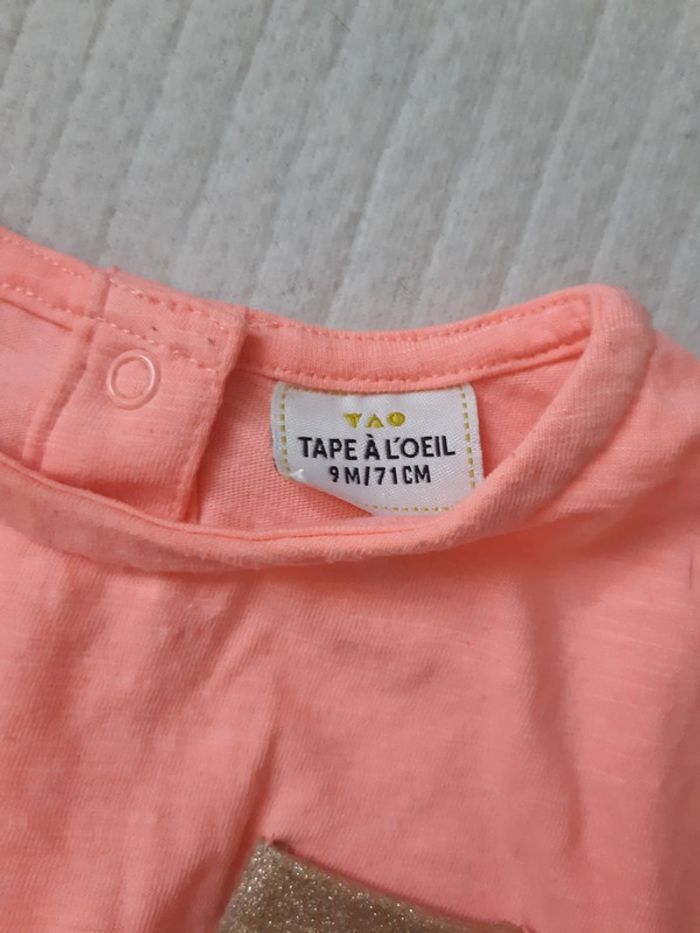 TAO
TAPE À L'OEIL
9M/71CM